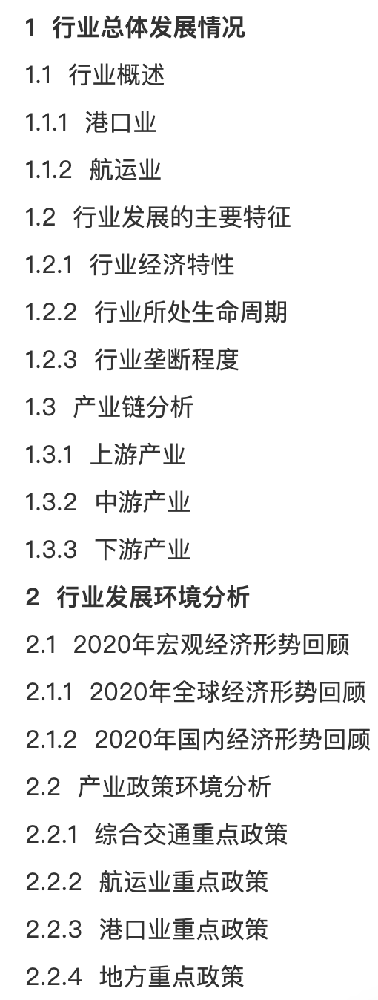 1 行业总体发展情况
1.1 行业概述
1.1.1 港口业
1.1.2 航运业
1.2 行业发展的主要特征
1.2.1 行业经济特性
1.2.2 行业所处生命周期
1.2.3 行业垄断程度
1.3 产业链分析
1.3.1 上游产业
1.3.2 中游产业
1.3.3 下游产业
2 行业发展环境分析
2.1 2020年宏观经济形势回顾
2.1.1 2020年全球经济形势回顾
2.1.2 2020年国内经济形势回顾
2.2 产业政策环境分析
2.2.1 综合交通重点政策
2.2.2 航运业重点政策
2.2.3 港口业重点政策
2.2.4 地方重点政策